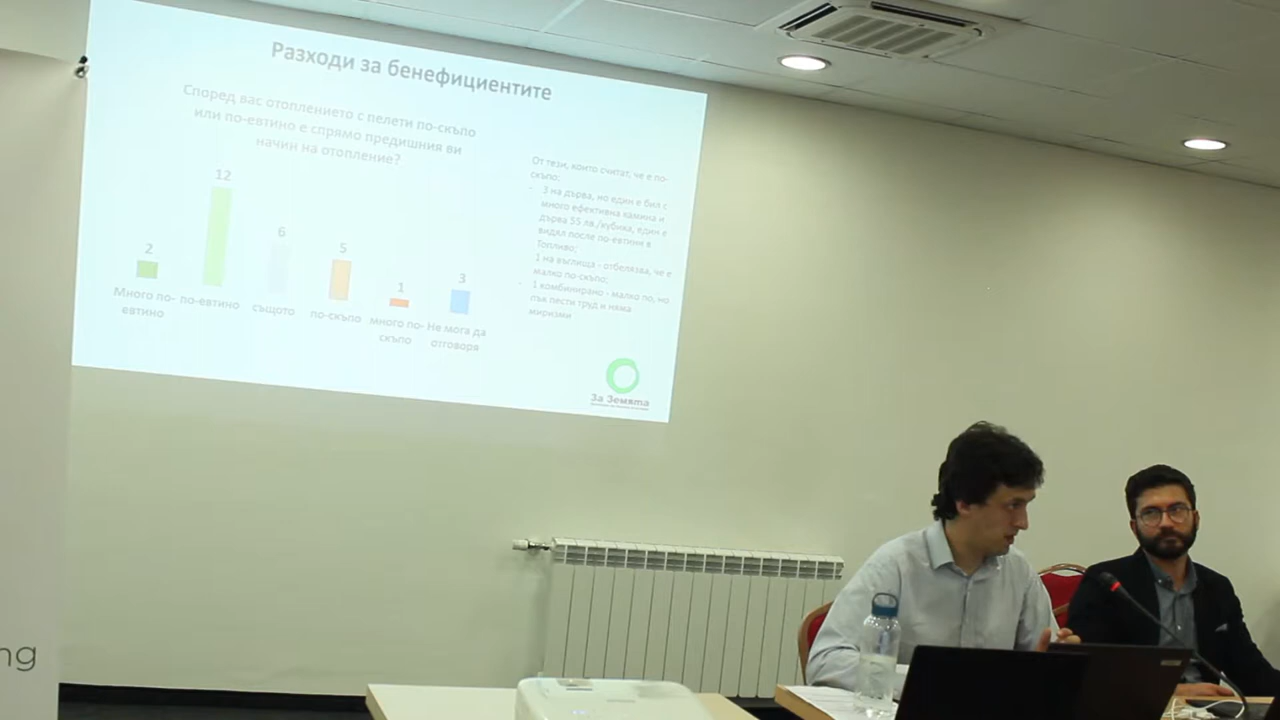 Разходи за бенефициентите
Според вас отоплението с пелети по-скъпо
или по-евтино е спрямо предишния ви
начин на отопление?
2
12
6
5
1
3
Много по-
евтино
по-евтино
същото
по-скъпо
много по-
скъпо
Не мога да
отговоря
От тези, които считат, че е по-
скъпо:
- 3 на дърва, но един е бил с
много ефективна камина и
дърва 55 лв./кубика, един е
видял после по-евтини в
Топливо;
1 на въглища - отбелязва, че е
малко по-скъпо;
- 1 комбинирано - малко по, но
пък пести труд и няма
миризми
За Земята
ng